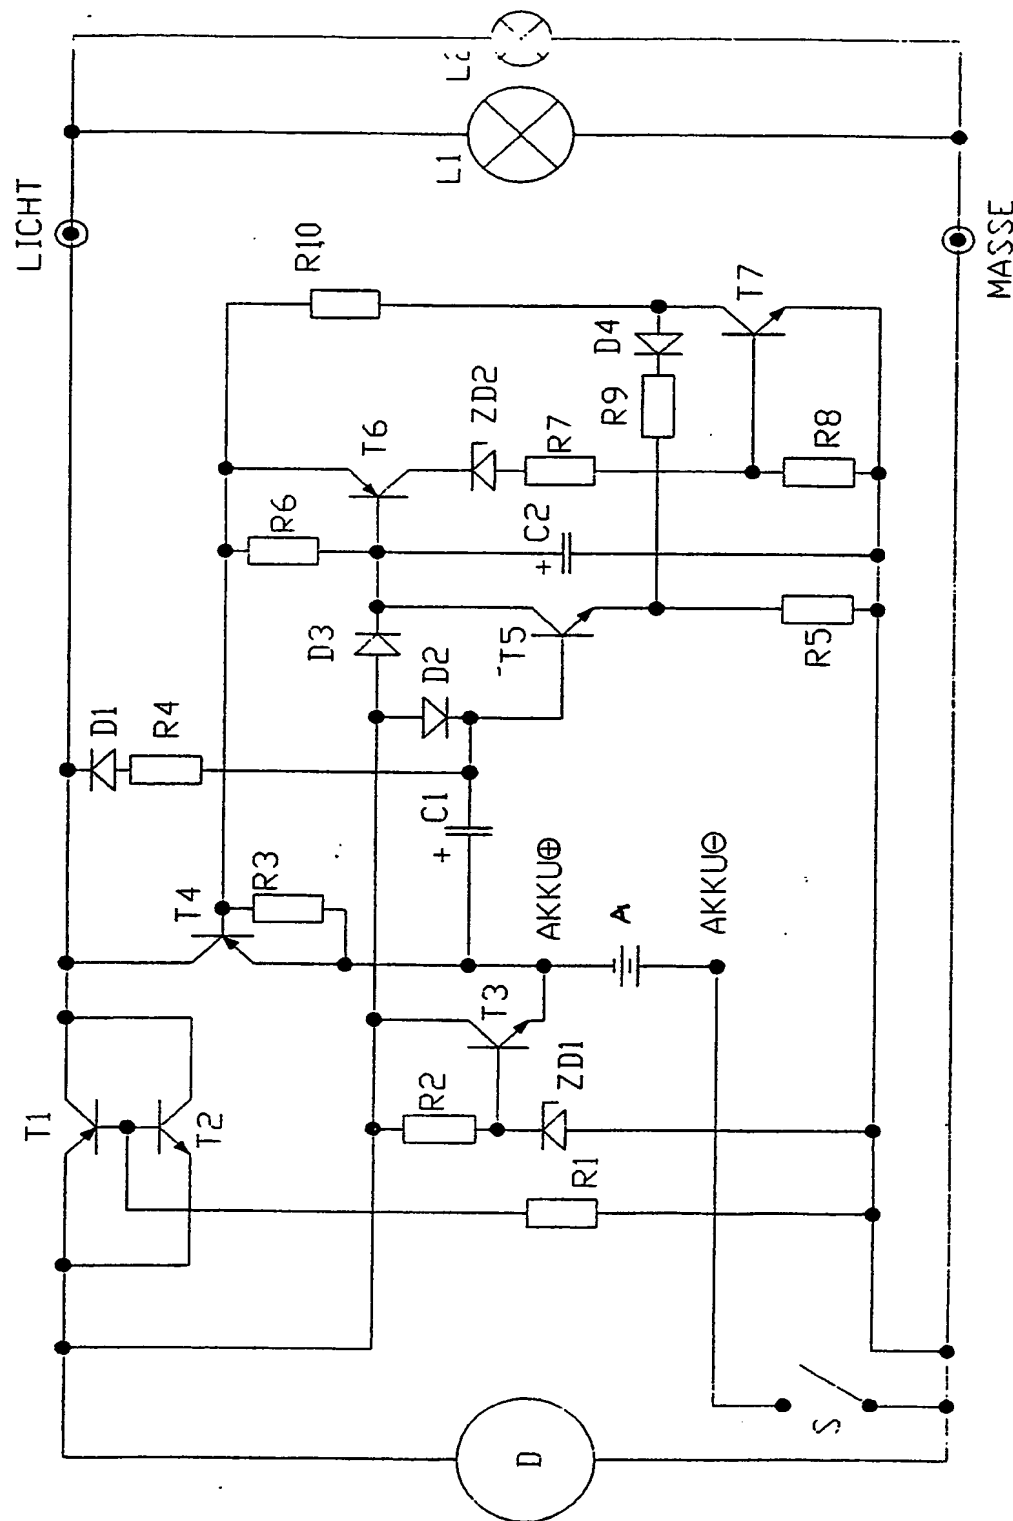 LICHT
MASSE
L2
L1
R10
D4
T7
R9
ZD2
T6
R7
R8
R6
C2
+
D3
D2
T5
R5
D1
R4
C1
+
T4
R3
AKKU⊕
A
AKKU⊖
T3
T1
T2
R2
ZD1
R1
S
D